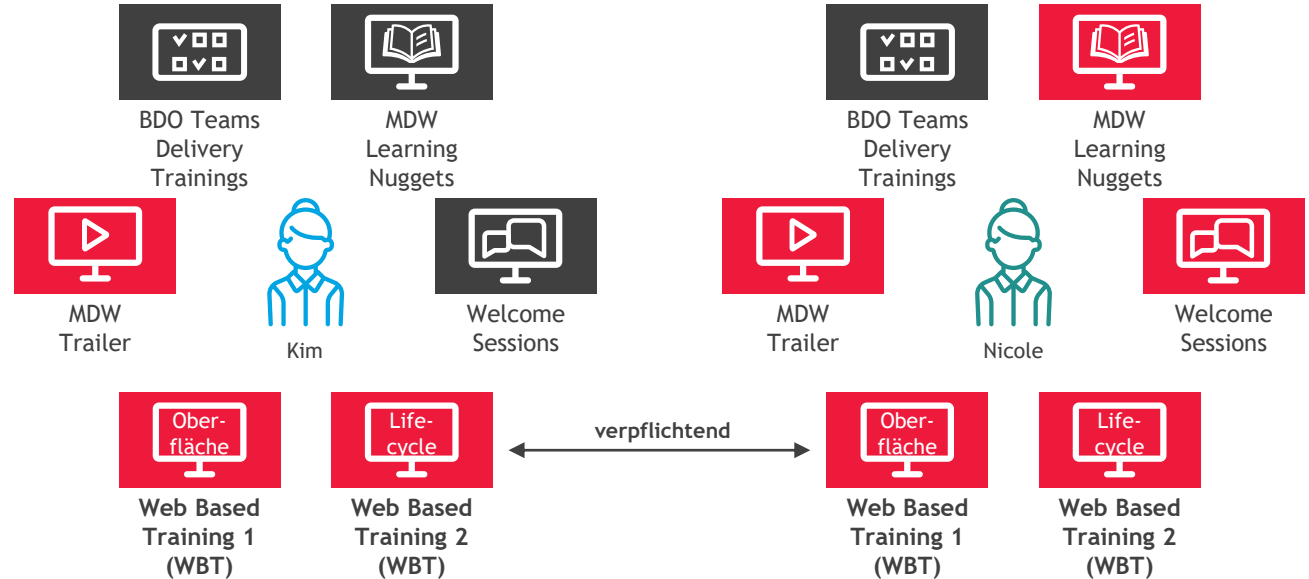 BDO Teams
Delivery
Trainings
MDW
Learning
Nuggets
MDW
Trailer
Kim
Welcome
Sessions
Ober-
fläche
Web Based
Training 1
(WBT)
Life-
cycle
Web Based
Training 2
(WBT)
verpflichtend
BDO Teams
Delivery
Trainings
MDW
Learning
Nuggets
MDW
Trailer
Nicole
Welcome
Sessions
Ober-
fläche
Web Based
Training 1
(WBT)
Life-
cycle
Web Based
Training 2
(WBT)